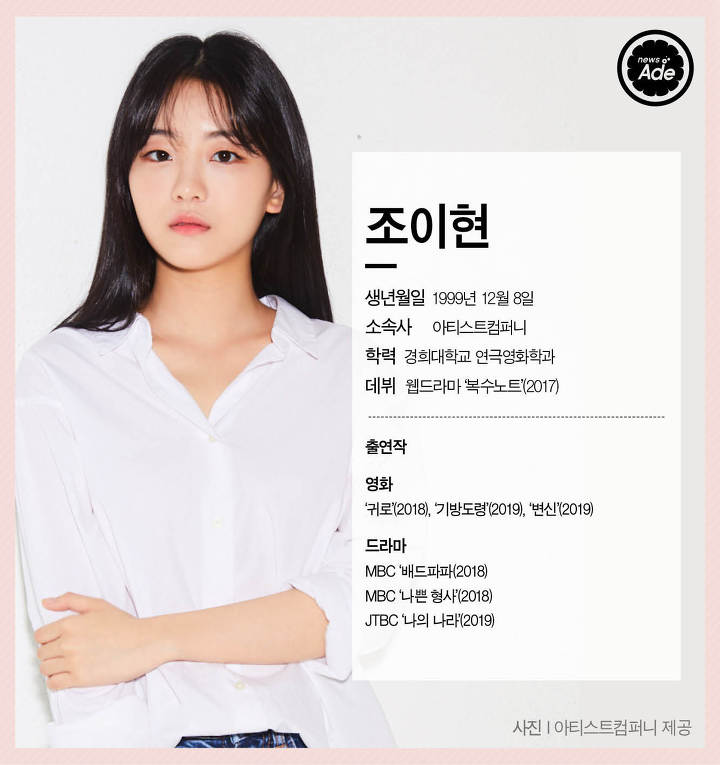 news
Ade
조이현
생년월일 1999년 12월 8일
소속사 아티스트컴퍼니
학력 경희대학교 연극영화학과
데뷔 웹드라마 '복수노트'(2017)
출연작
영화
'귀로'(2018), '기방도령'(2019), '변신'(2019)
드라마
MBC '배드파파(2018)
MBC '나쁜 형사'(2018)
JTBC '나의 나라'(2019)
사진 | 아티스트컴퍼니 제공